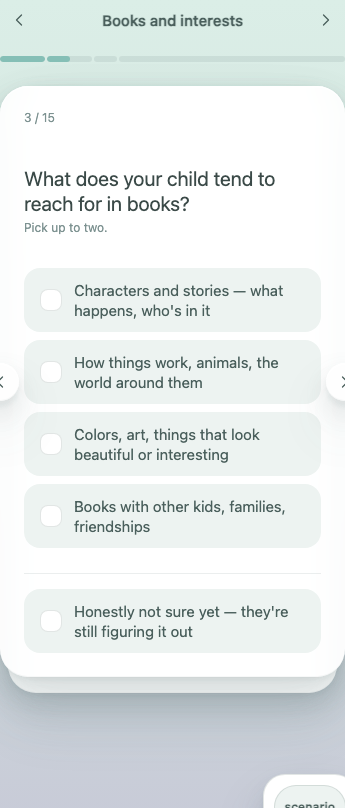 Books and interests
3 / 15
What does your child tend to
reach for in books?
Pick up to two.
Characters and stories — what
happens, who's in it
How things work, animals, the
world around them
Colors, art, things that look
beautiful or interesting
Books with other kids, families,
friendships
Honestly not sure yet — they're
still figuring it out
scenario